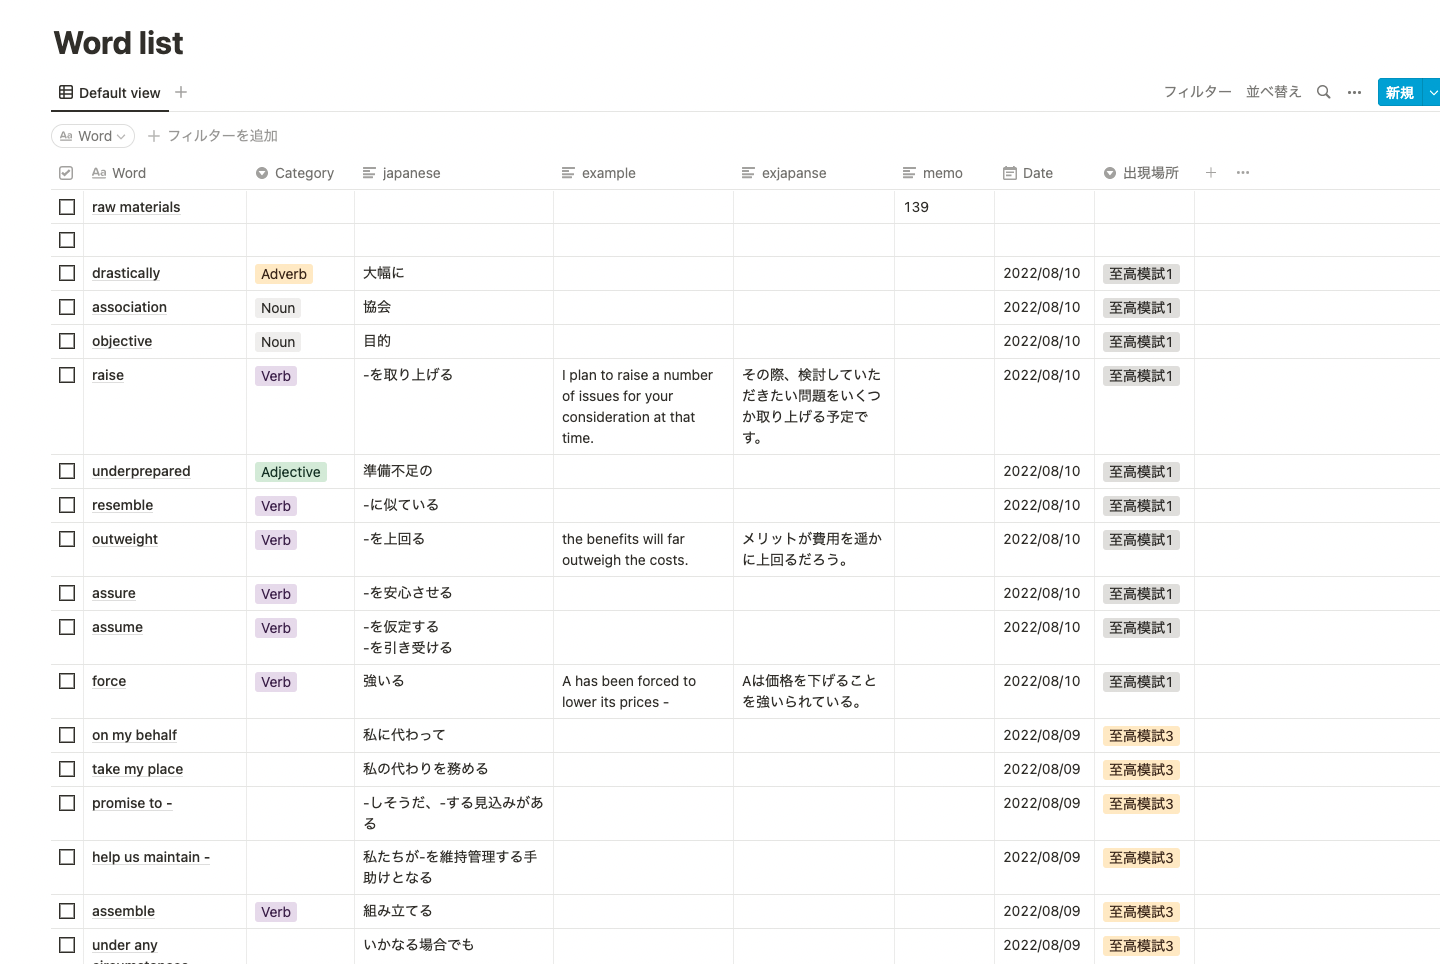 Word list
Default view
フィルター 並べ替え
新規
Aa Word
フィルターを追加
Aa Word Category japanese example exjapanse memo Date 出現場所
raw materials 139
drastically Adverb 大幅に 2022/08/10 至高模試1
association Noun 協会 2022/08/10 至高模試1
objective Noun 目的 2022/08/10 至高模試1
raise Verb -を取り上げる I plan to raise a number その際、検討していた 2022/08/10 至高模試1
of issues for your だきたい問題をいくつ
consideration at that か取り上げる予定で
time. す。
underprepared Adjective 準備不足の 2022/08/10 至高模試1
resemble Verb -に似ている 2022/08/10 至高模試1
outweight Verb -を上回る the benefits will far メリットが費用を遥か 2022/08/10 至高模試1
outweigh the costs. に上回るだろう。
assure Verb -を安心させる 2022/08/10 至高模試1
assume Verb -を仮定する 2022/08/10 至高模試1
-を引き受ける
force Verb 強いる A has been forced to Aは価格を下げること 2022/08/10 至高模試1
lower its prices - を強いられている。
on my behalf 私に代わって 2022/08/09 至高模試3
take my place 私の代わりを務める 2022/08/09 至高模試3
promise to - -しそうだ、-する見込みがあ 2022/08/09 至高模試3
る
help us maintain - 私たちが-を維持管理する手 2022/08/09 至高模試3
助けとなる
assemble Verb 組み立てる 2022/08/09 至高模試3
under any いかなる場合でも 2022/08/09 至高模試3